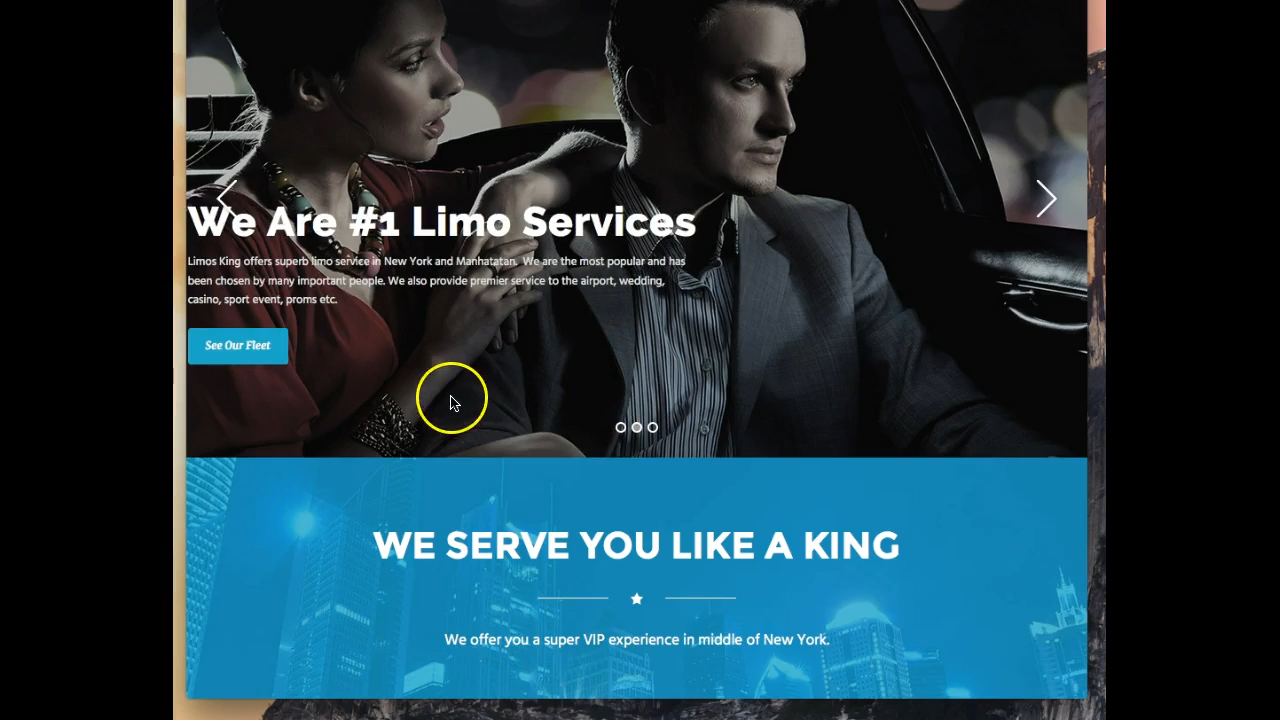 We Are #1 Limo Services
Limos King offers superb limo service in New York and Manhatatan. We are the most popular and has
been chosen by many important people. We also provide premier service to the airport, wedding,
casino, sport event, proms etc.
See Our Fleet
WE SERVE YOU LIKE A KING
We offer you a super VIP experience in middle of New York.